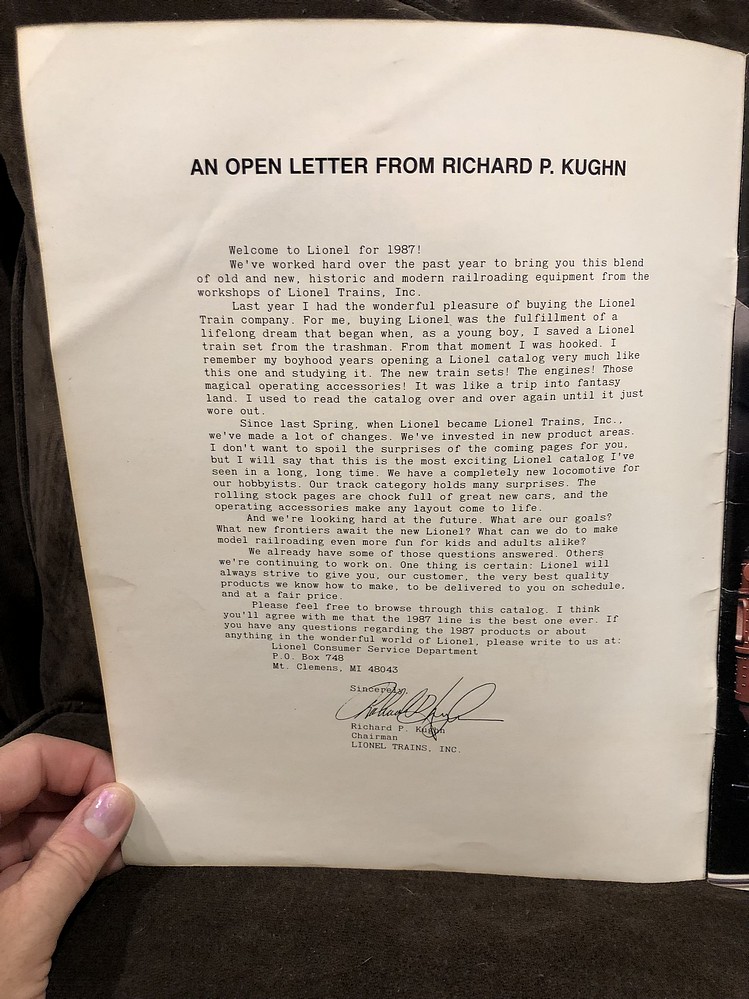 AN OPEN LETTER FROM RICHARD P. KUGHN
Welcome to Lionel for 1987!
We've worked hard over the past year to bring you this blend
of old and new, historic and modern railroading equipment from the
workshops of Lionel Trains, Inc.
Last year I had the wonderful pleasure of buying the Lionel
Train company. For me, buying Lionel was the fulfillment of a
lifelong dream that began when, as a young boy, I saved a Lionel
train set from the trashman. From that moment I was hooked. I
remember my boyhood years opening a Lionel catalog very much like
this one and studying it. The new train sets! The engines! Those
magical operating accessories! It was like a trip into fantasy
land. I used to read the catalog over and over again until it just
wore out.
Since last Spring, when Lionel became Lionel Trains, Inc.,
we've made a lot of changes. We've invested in new product areas.
I don't want to spoil the surprises of the coming pages for you,
but I will say that this is the most exciting Lionel catalog I've
seen in a long, long time. We have a completely new locomotive for
our hobbyists. Our track category holds many surprises. The
rolling stock pages are chock full of great new cars, and the
operating accessories make any layout come to life.
And we're looking hard at the future. What are our goals?
What new frontiers await the new Lionel? What can we do to make
model railroading even more fun for kids and adults alike?
We already have some of those questions answered. Others
we're continuing to work on. One thing is certain: Lionel will
always strive to give you, our customer, the very best quality
products we know how to make, to be delivered to you on schedule,
and at a fair price.
Please feel free to browse through this catalog. I think
you'll agree with me that the 1987 line is the best one ever. If
you have any questions regarding the 1987 products or about
anything in the wonderful world of Lionel, please write to us at:
Lionel Consumer Service Department
P.O. Box 748
Mt. Clemens, MI 48043
Sincerely,
Richard P. Kughn
Richard P. Kughn
Chairman
LIONEL TRAINS, INC.